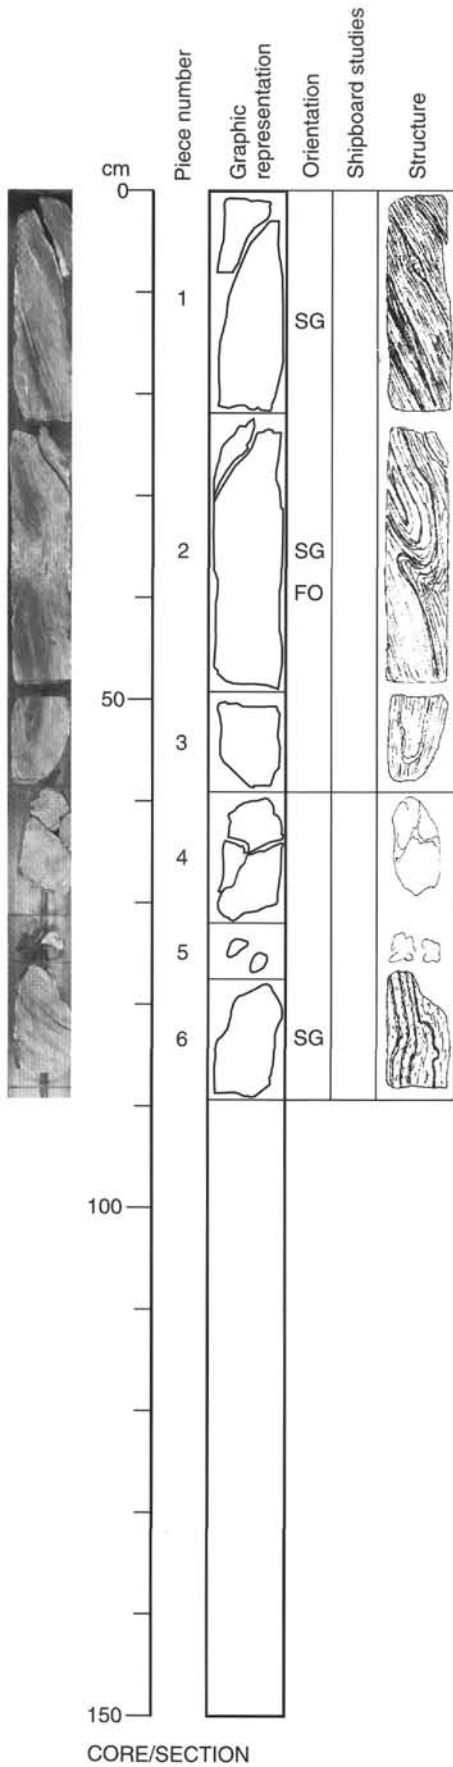 cm
Piece number
Graphic
representation
Orientation
Shipboard studies
Structure
0
1
SG
2
SG
FO
50
3
4
5
6
SG
100
150
CORE/SECTION